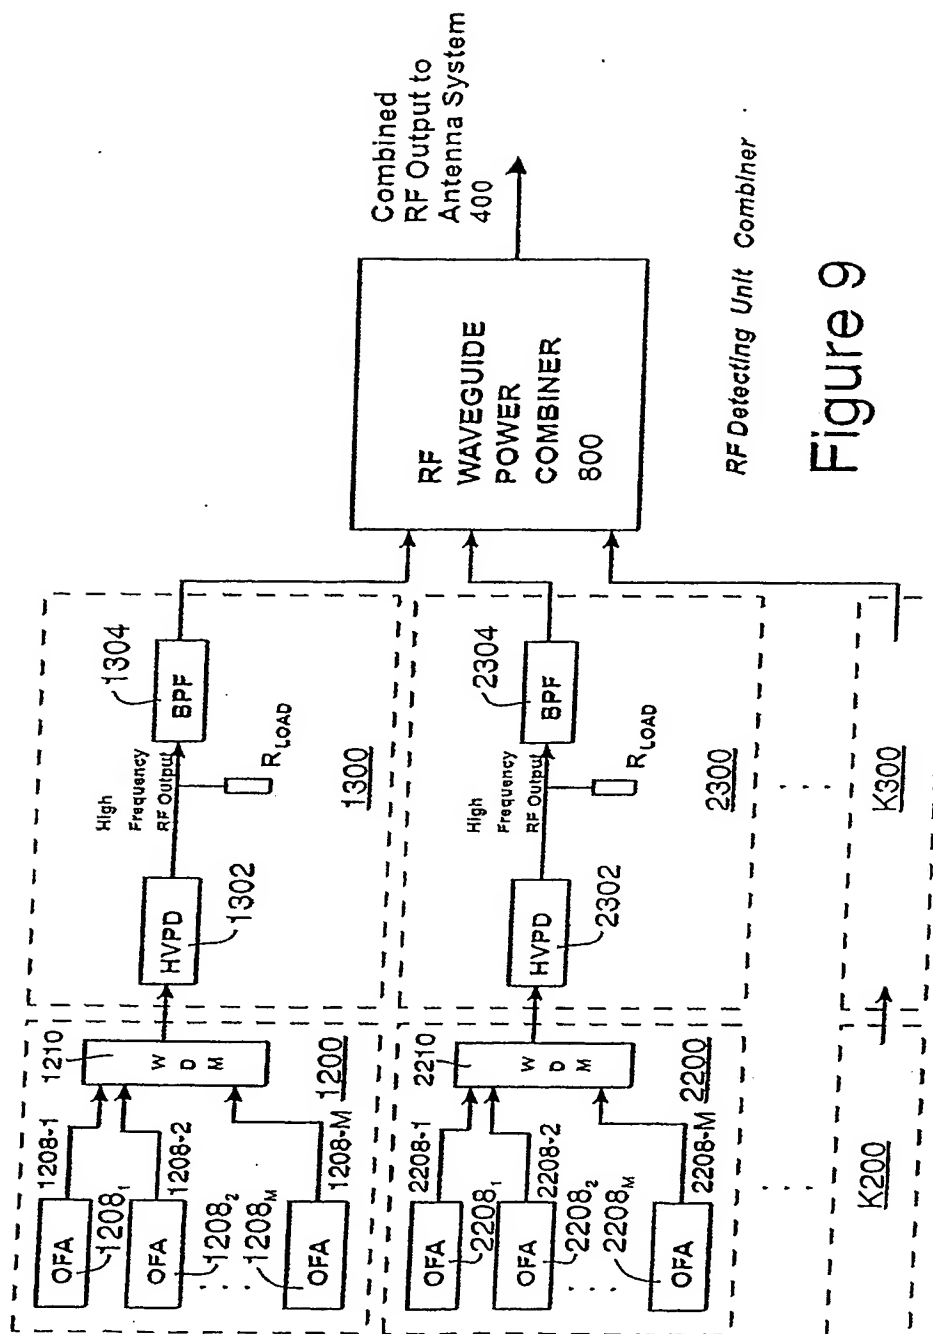 OFA
1208-1
1208₁
OFA
1208-2
1208₂
OFA
1208-M
1208M
1210
W
D
M
1200
HVPD
1302
High
Frequency
RF Output
RLOAD
BPF
1304
1300
OFA
2208-1
2208₁
OFA
2208-2
2208₂
OFA
2208-M
2208M
2210
W
D
M
2200
HVPD
2302
High
Frequency
RF Output
RLOAD
BPF
2304
2300
K200
K300
RF
WAVEGUIDE
POWER
COMBINER
800
Combined
RF Output to
Antenna System
400
RF Detecting Unit Combiner
Figure 9